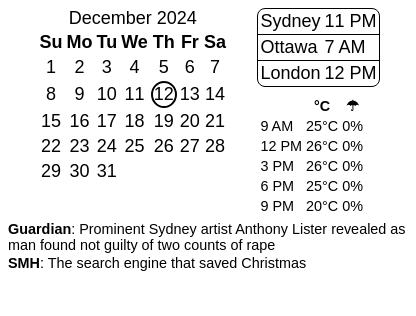 December 2024
Su Mo Tu We Th Fr Sa
1 2 3 4 5 6 7
8 9 10 11 12 13 14
15 16 17 18 19 20 21
22 23 24 25 26 27 28
29 30 31
Sydney 11 PM
Ottawa 7 AM
London 12 PM
°C ☂
9 AM 25°C 0%
12 PM 26°C 0%
3 PM 26°C 0%
6 PM 25°C 0%
9 PM 20°C 0%
Guardian: Prominent Sydney artist Anthony Lister revealed as
man found not guilty of two counts of rape
SMH: The search engine that saved Christmas